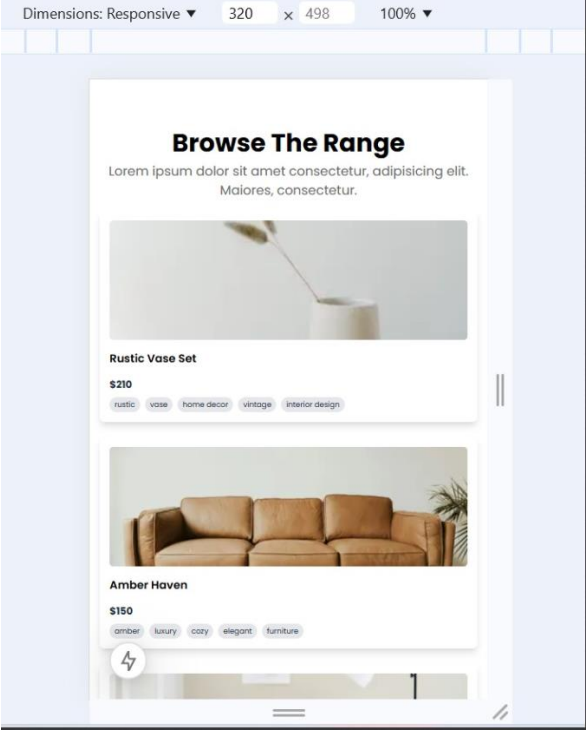 Dimensions: Responsive ▼ 320 × 498 100% ▼
Browse The Range
Lorem ipsum dolor sit amet consectetur, adipisicing elit.
Maiores, consectetur.
Rustic Vase Set
$210
rustic vase home decor vintage interior design
Amber Haven
$150
amber luxury cozy elegant furniture